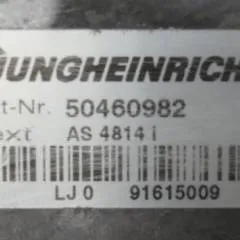 JUNGHEINRICH
t-Nr. 50460982
ext AS 4814 i
LJ 0 91615009